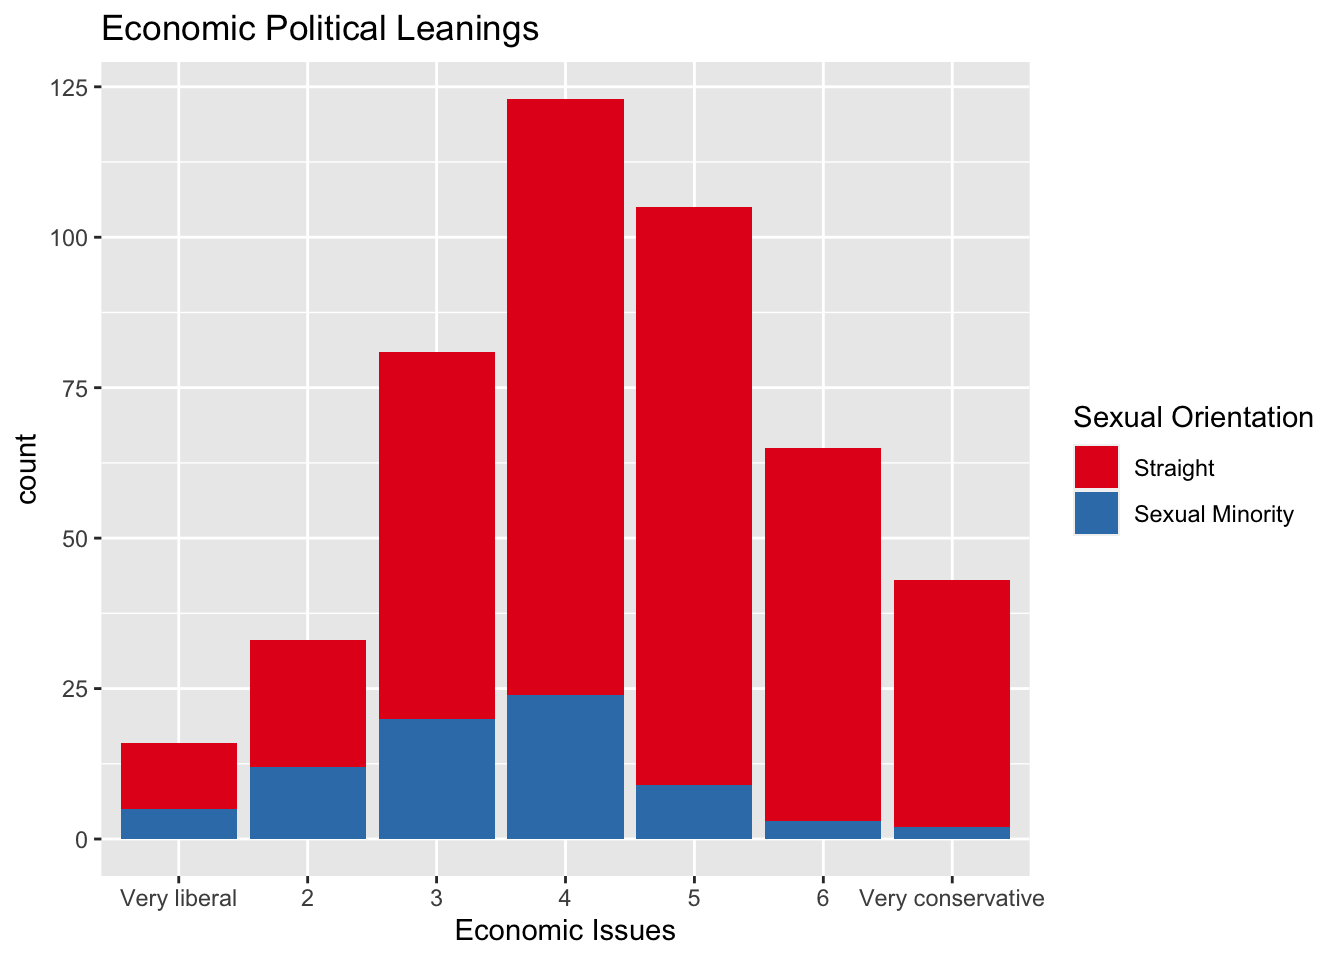 Economic Political Leanings
125
100
75
50
25
0
count
Very liberal 2 3 4 5 6 Very conservative
Economic Issues
Sexual Orientation
Straight
Sexual Minority